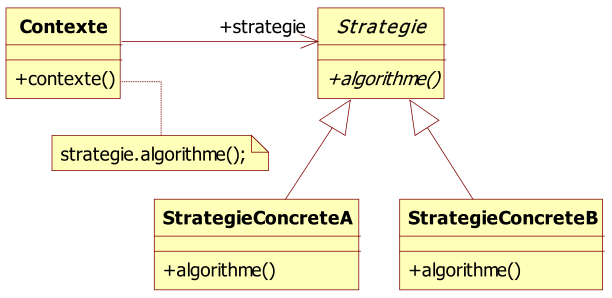 Contexte
+strategie
Strategie
+contexte()
+algorithme()
strategie.algorithme();
StrategieConcreteA
StrategieConcreteB
+algorithme()
+algorithme()